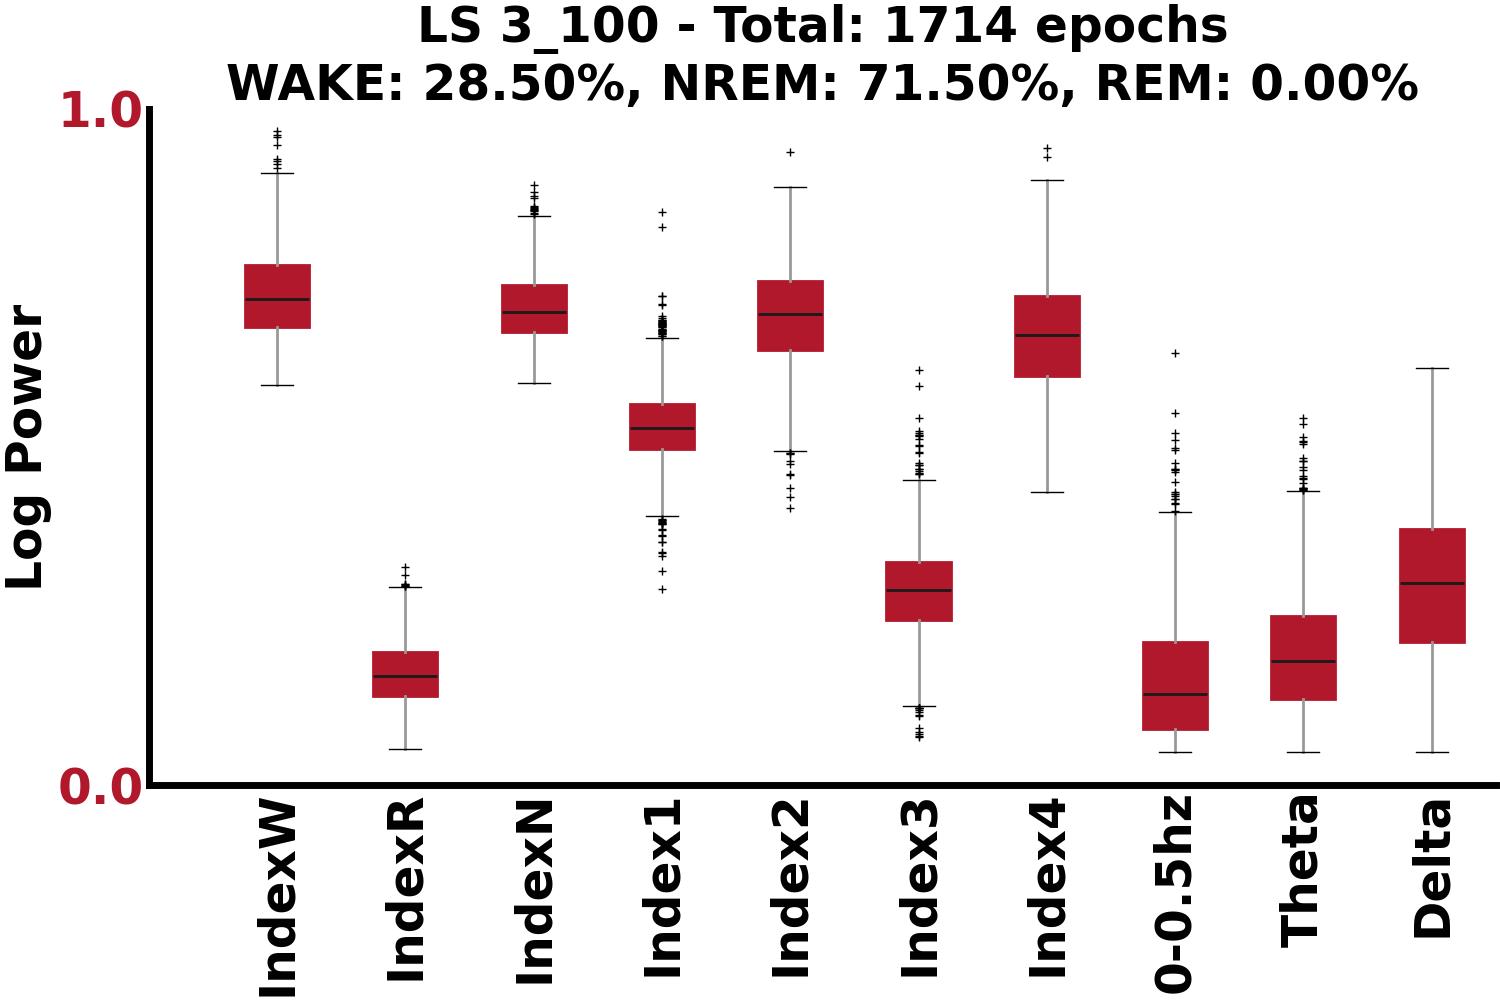 LS 3_100 - Total: 1714 epochs
WAKE: 28.50%, NREM: 71.50%, REM: 0.00%
1.0
Log Power
0.0
IndexW
IndexR
IndexN
Index1
Index2
Index3
Index4
0-0.5hz
Theta
Delta